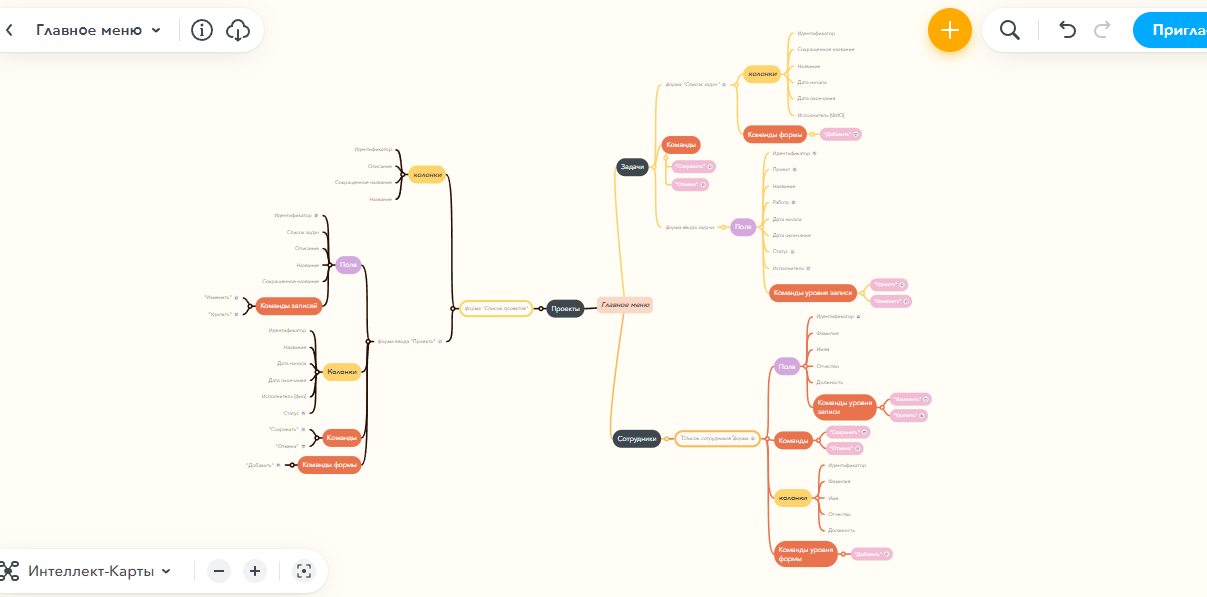 Главное меню
Пригла
Идентификатор
Сокращенное название
Название
Дата начала
Дата окончания
Исполнитель (ФИО)
колонки
форма "Список задач"
Команды формы
"Добавить"
Команды
"Сохранить"
"Отмена"
Задачи
форма ввода задачи
Поля
Идентификатор
Проект
Название
Работа
Дата начала
Дата окончания
Статус
Исполнитель
Команды уровня записи
"Удалить"
"Изменить"
Идентификатор
Описание
Сокращенное название
Название
колонки
Идентификатор
Список задач
Описание
Название
Сокращенное название
Поля
"Изменить"
"Удалить"
Команды записей
форма "Список проектов"
Проекты
Главное меню
форма ввода "Проекта"
Идентификатор
Название
Дата начала
Дата окончания
Исполнитель (фио)
Статус
Колонки
"Сохранить"
"Отмена"
Команды
"Добавить"
Команды формы
Сотрудники
"Список сотрудников"форма
Поля
Идентификатор
Фамилия
Имя
Отчество
Должность
Команды уровня
записи
"Изменить"
"Удалить"
Команды
"Сохранить"
"Отмена"
колонки
Идентификатор
Фамилия
Имя
Отчество
Должность
Команды уровня
формы
"Добавить"
Интеллект-Карты